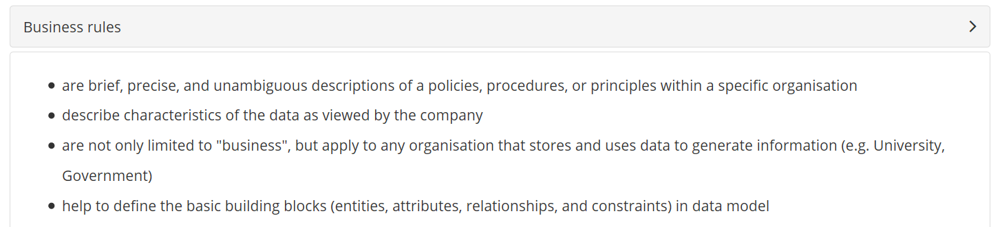 Business rules
are brief, precise, and unambiguous descriptions of a policies, procedures, or principles within a specific organisation
describe characteristics of the data as viewed by the company
are not only limited to "business", but apply to any organisation that stores and uses data to generate information (e.g. University,
Government)
help to define the basic building blocks (entities, attributes, relationships, and constraints) in data model